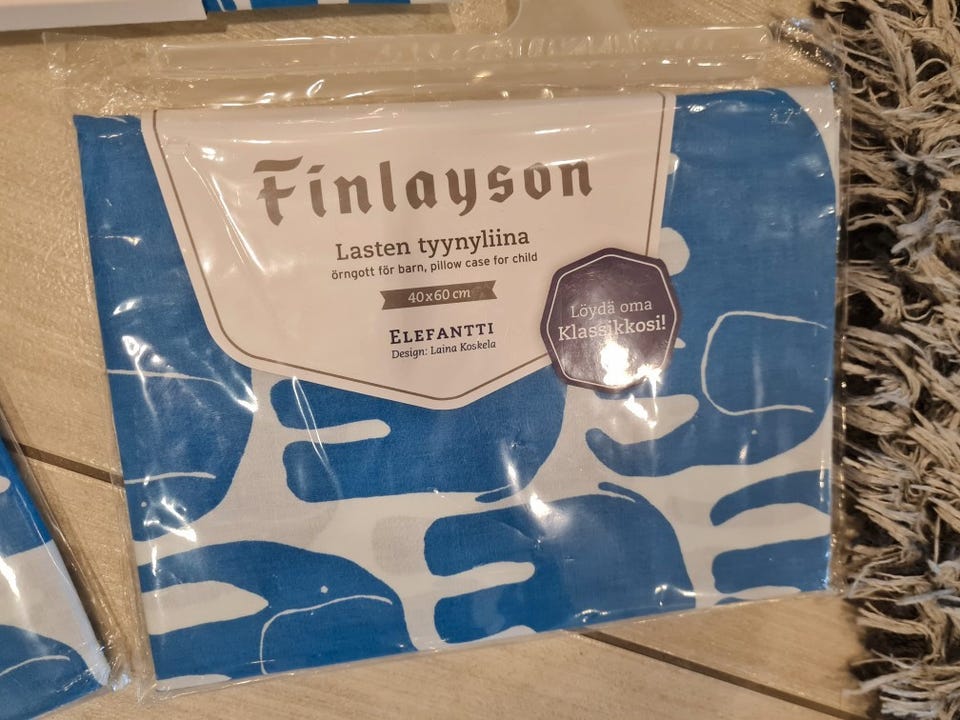 Finlayson
Lasten tyynyliina
örngott för barn, pillow case for child
40x60 cm
ELEFANTTI
Design: Laina Koskela
Löydä oma
Klassikkosi!